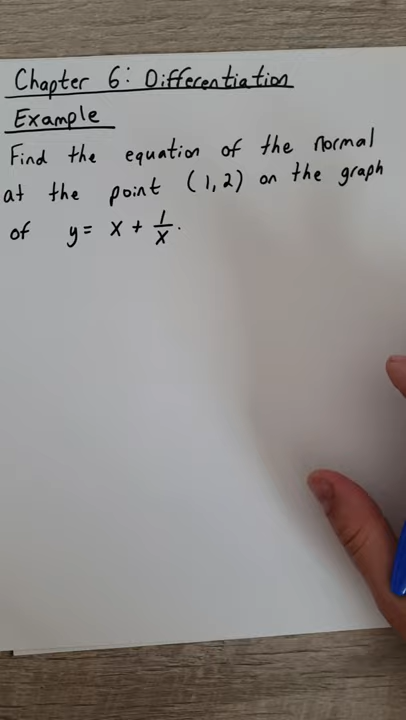 Chapter 6: Differentiation
Example
Find the equation of the normal
at the point (1,2) on the graph
of y = x + 1/x.